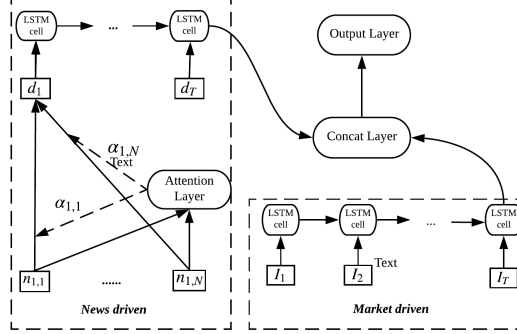 LSTM
cell
...
LSTM
cell
Output Layer
d1
dT
Concat Layer
α1,N
Text
Attention
Layer
α1,1
LSTM
cell
LSTM
cell
...
LSTM
cell
n1,1
......
n1,N
I1
I2
Text
IT
News driven
Market driven